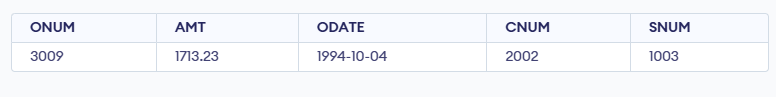 ONUM AMT ODATE CNUM SNUM
3009 1713.23 1994-10-04 2002 1003